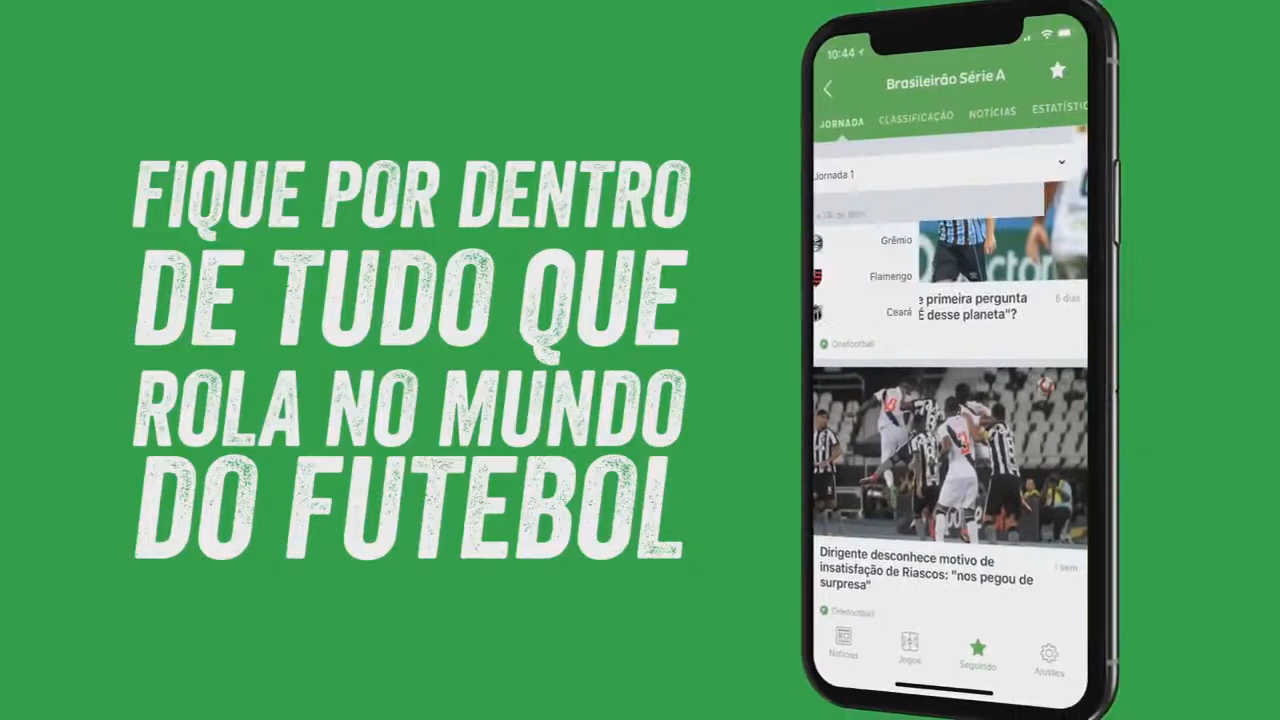 FIQUE POR DENTRO
DE TUDO QUE
ROLA NO MUNDO
DO FUTEBOL
10:44
Brasileirão Série A
JORNADA CLASSIFICAÇÃO NOTÍCIAS ESTATÍSTIC
Jornada 1
Grêmio
Flamengo
Ceará
e primeira pergunta
É desse planeta"?
6 dias
Onefootball
Dirigente desconhece motivo de
insatisfação de Riascos: "nos pegou de
surpresa"
1 sem
Onefootball
Notícias Jogos Seguindo Ajustes